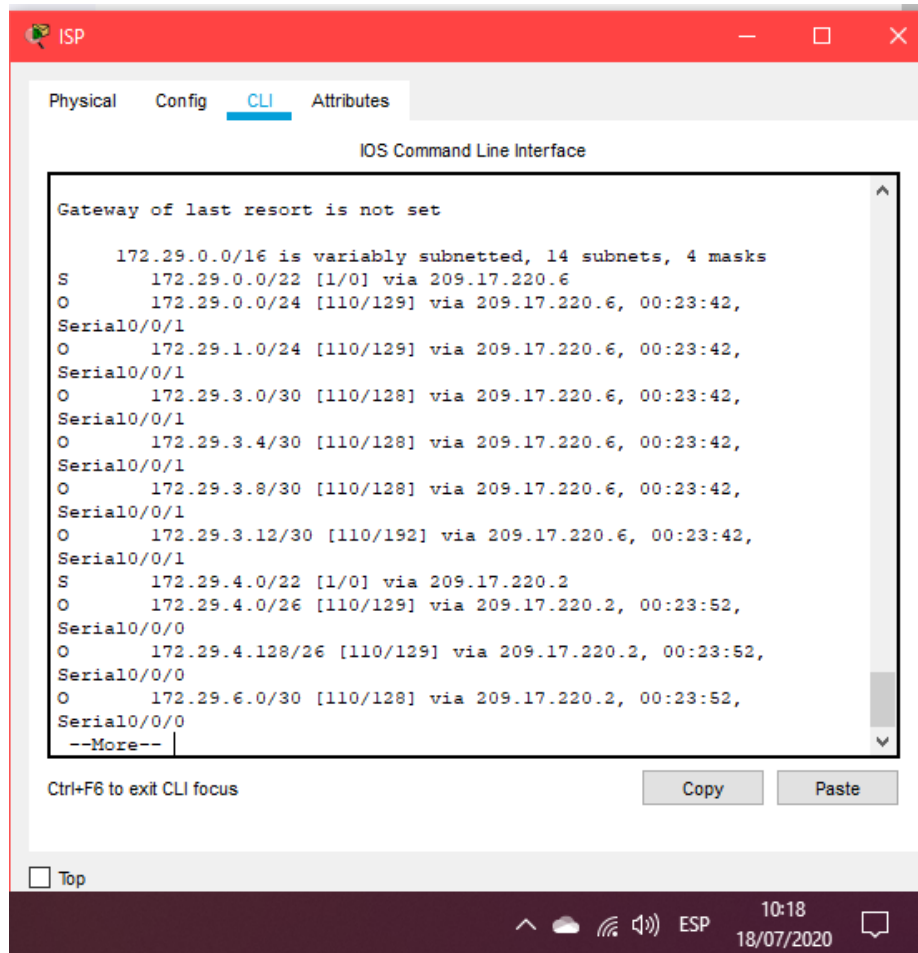 ISP
Physical Config CLI Attributes
IOS Command Line Interface
Gateway of last resort is not set
172.29.0.0/16 is variably subnetted, 14 subnets, 4 masks
S 172.29.0.0/22 [1/0] via 209.17.220.6
O 172.29.0.0/24 [110/129] via 209.17.220.6, 00:23:42,
Serial0/0/1
O 172.29.1.0/24 [110/129] via 209.17.220.6, 00:23:42,
Serial0/0/1
O 172.29.3.0/30 [110/128] via 209.17.220.6, 00:23:42,
Serial0/0/1
O 172.29.3.4/30 [110/128] via 209.17.220.6, 00:23:42,
Serial0/0/1
O 172.29.3.8/30 [110/128] via 209.17.220.6, 00:23:42,
Serial0/0/1
O 172.29.3.12/30 [110/192] via 209.17.220.6, 00:23:42,
Serial0/0/1
S 172.29.4.0/22 [1/0] via 209.17.220.2
O 172.29.4.0/26 [110/129] via 209.17.220.2, 00:23:52,
Serial0/0/0
O 172.29.4.128/26 [110/129] via 209.17.220.2, 00:23:52,
Serial0/0/0
O 172.29.6.0/30 [110/128] via 209.17.220.2, 00:23:52,
Serial0/0/0
--More--
Ctrl+F6 to exit CLI focus Copy Paste
Top
ESP 10:18
18/07/2020